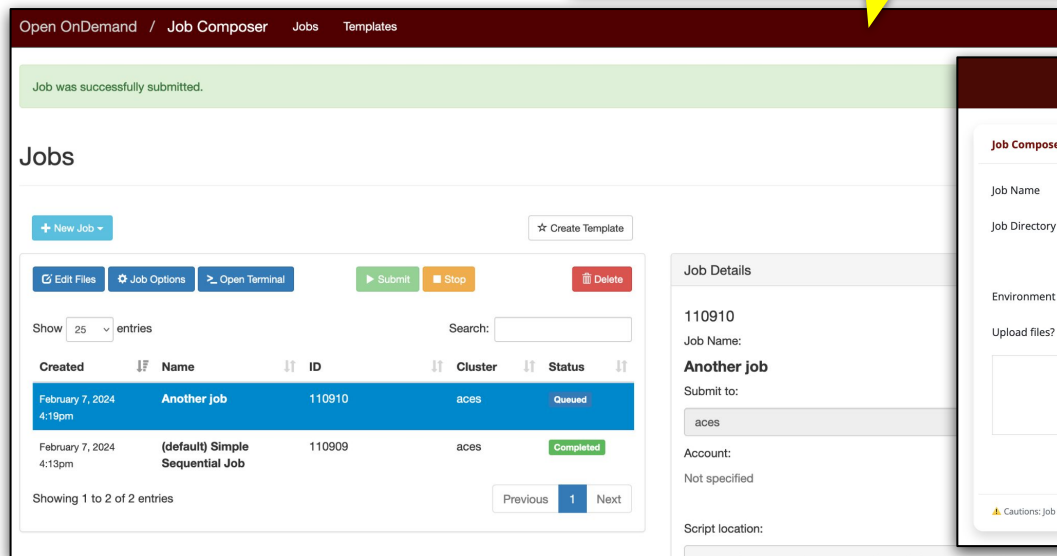 Open OnDemand / Job Composer Jobs Templates
Job was successfully submitted.
Jobs
+ New Job
☆ Create Template
Edit Files Job Options >_ Open Terminal Submit Stop Delete
Show 25 entries Search:
Created Name ID Cluster Status
February 7, 2024 Another job 110910 aces Queued
4:19pm
February 7, 2024 (default) Simple 110909 aces Completed
4:13pm Sequential Job
Showing 1 to 2 of 2 entries Previous 1 Next
Job Details
110910
Job Name:
Another job
Submit to:
aces
Account:
Not specified
Script location:
Job Compose
Job Name
Job Directory
Environment
Upload files?
Cautions: Job